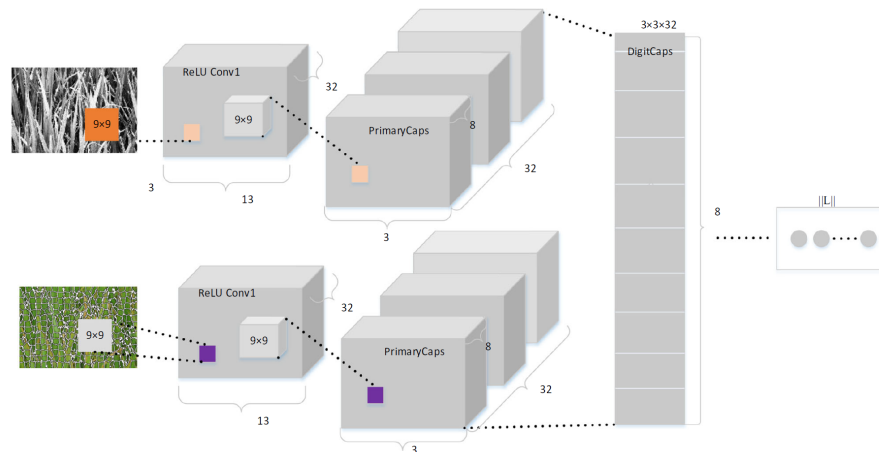 3×3×32
DigitCaps
ReLU Conv1
32
9×9
9×9
PrimaryCaps
8
32
3
13
3
8
||L||
ReLU Conv1
32
9×9
9×9
PrimaryCaps
8
32
13
3